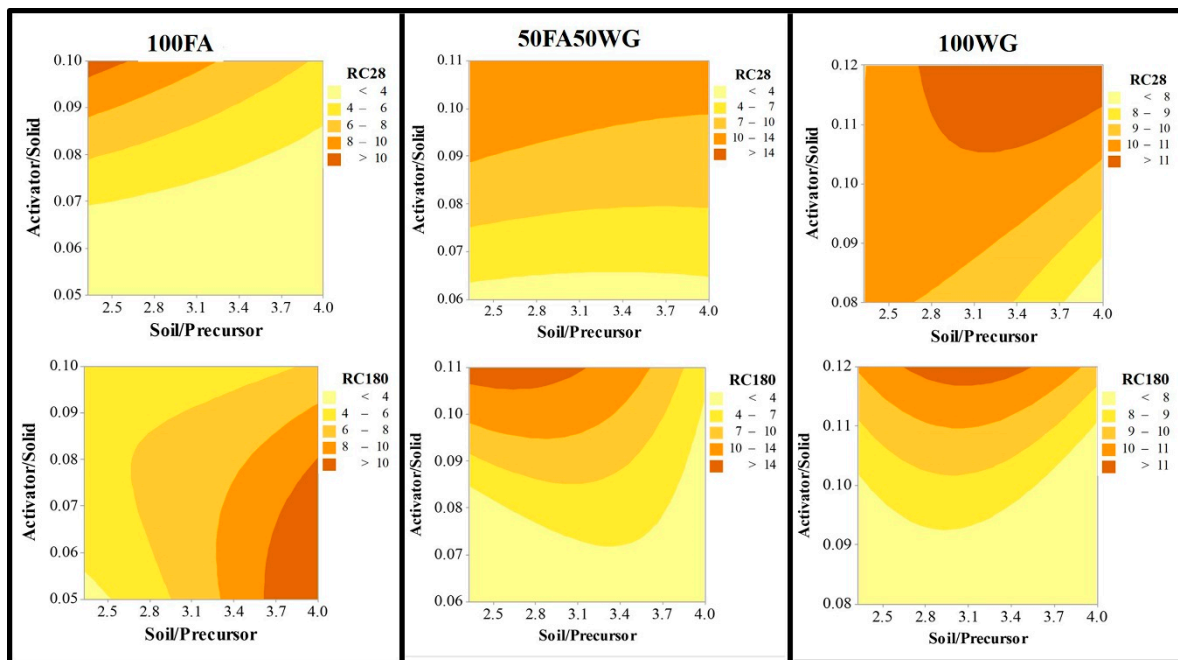 100FA
50FA50WG
100WG
RC28
< 4
4 – 6
6 – 8
8 – 10
> 10
Activator/Solid
0.10
0.09
0.08
0.07
0.06
0.05
2.5 2.8 3.1 3.4 3.7 4.0
Soil/Precursor
RC28
< 4
4 – 7
7 – 10
10 – 14
> 14
Activator/Solid
0.11
0.10
0.09
0.08
0.07
0.06
2.5 2.8 3.1 3.4 3.7 4.0
Soil/Precursor
RC28
< 8
8 – 9
9 – 10
10 – 11
> 11
Activator/Solid
0.12
0.11
0.10
0.09
0.08
2.5 2.8 3.1 3.4 3.7 4.0
Soil/Precursor
RC180
< 4
4 – 6
6 – 8
8 – 10
> 10
Activator/Solid
0.10
0.09
0.08
0.07
0.06
0.05
2.5 2.8 3.1 3.4 3.7 4.0
Soil/Precursor
RC180
< 4
4 – 7
7 – 10
10 – 14
> 14
Activator/Solid
0.11
0.10
0.09
0.08
0.07
0.06
2.5 2.8 3.1 3.4 3.7 4.0
Soil/Precursor
RC180
< 8
8 – 9
9 – 10
10 – 11
> 11
Activator/Solid
0.12
0.11
0.10
0.09
0.08
2.5 2.8 3.1 3.4 3.7 4.0
Soil/Precursor